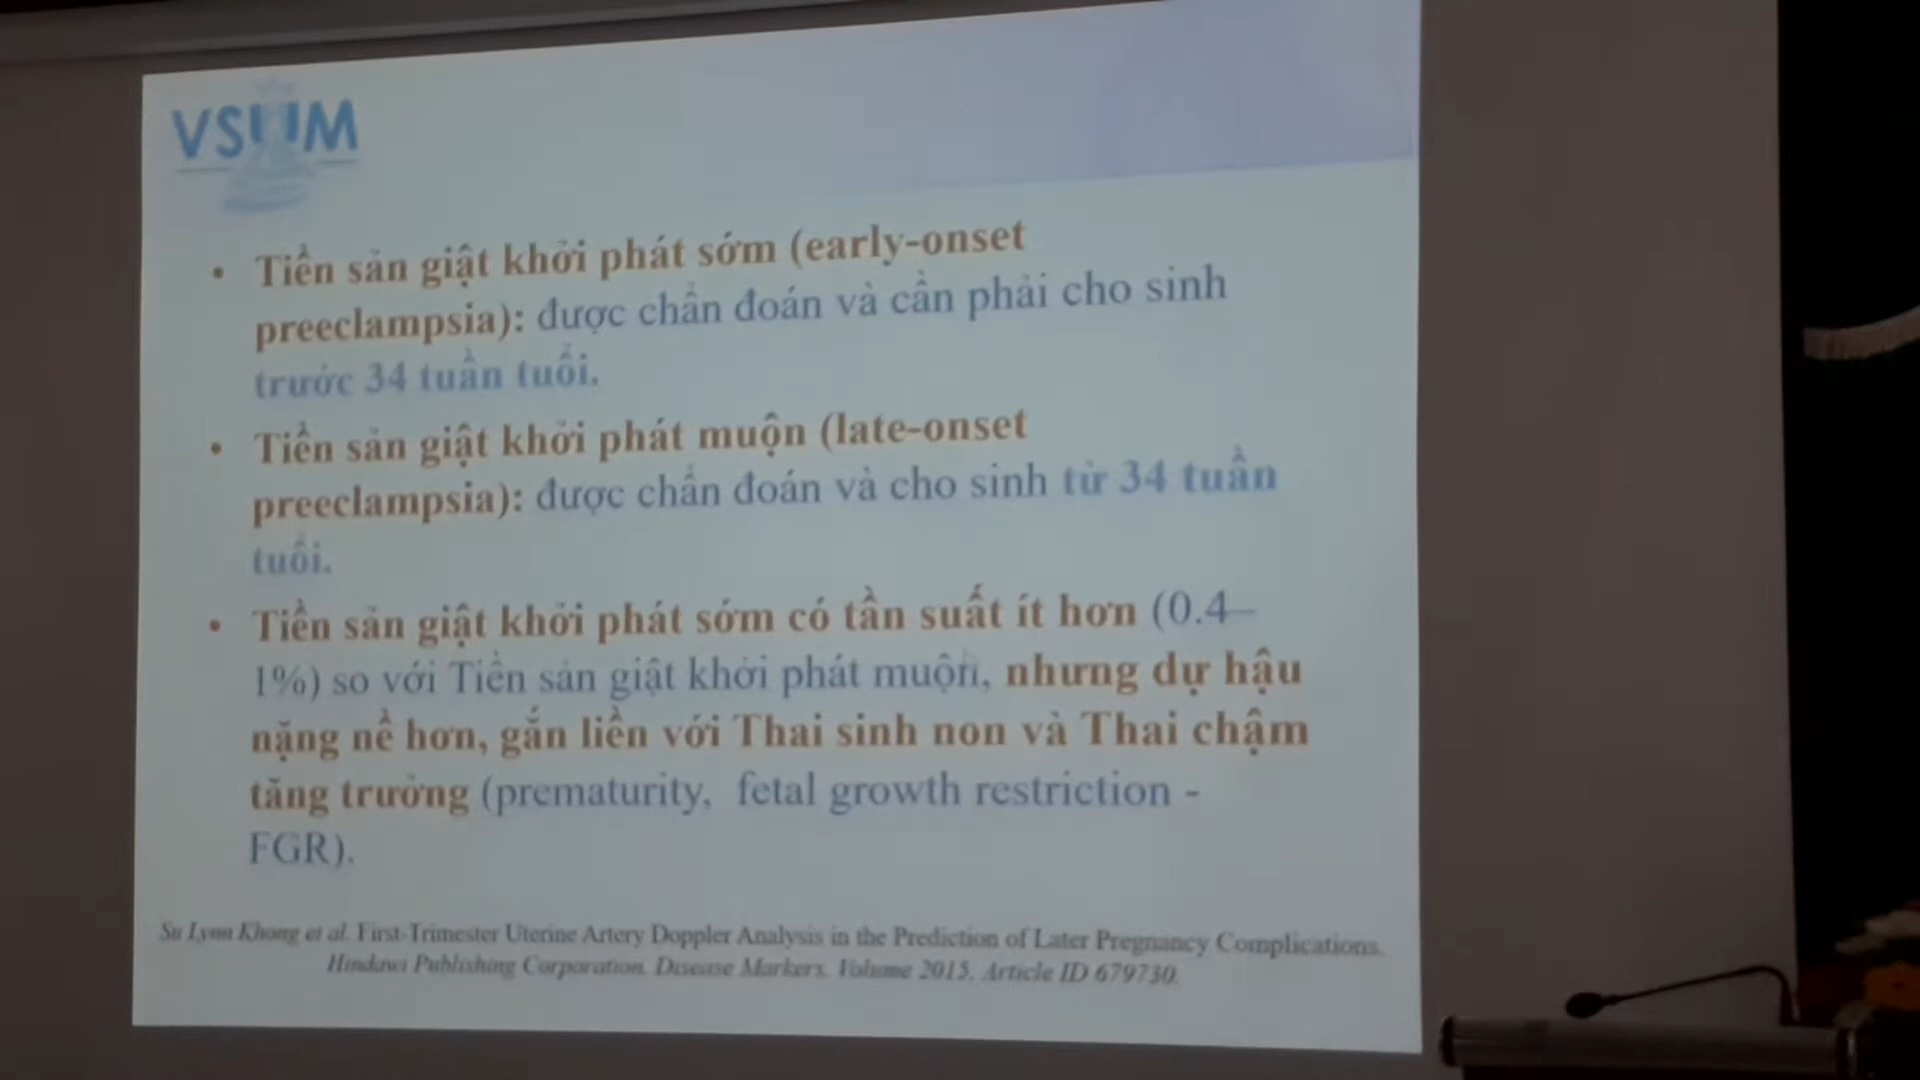 VSUM
• Tiền sản giật khởi phát sớm (early-onset
preeclampsia): được chẩn đoán và cần phải cho sinh
trước 34 tuần tuổi.
• Tiền sản giật khởi phát muộn (late-onset
preeclampsia): được chẩn đoán và cho sinh từ 34 tuần
tuổi.
• Tiền sản giật khởi phát sớm có tần suất ít hơn (0.4–
1%) so với Tiền sản giật khởi phát muộn, nhưng dự hậu
nặng nề hơn, gắn liền với Thai sinh non và Thai chậm
tăng trưởng (prematurity, fetal growth restriction -
FGR).
Su Lynn Khong et al. First-Trimester Uterine Artery Doppler Analysis in the Prediction of Later Pregnancy Complications.
Hindawi Publishing Corporation. Disease Markers. Volume 2015. Article ID 679730.